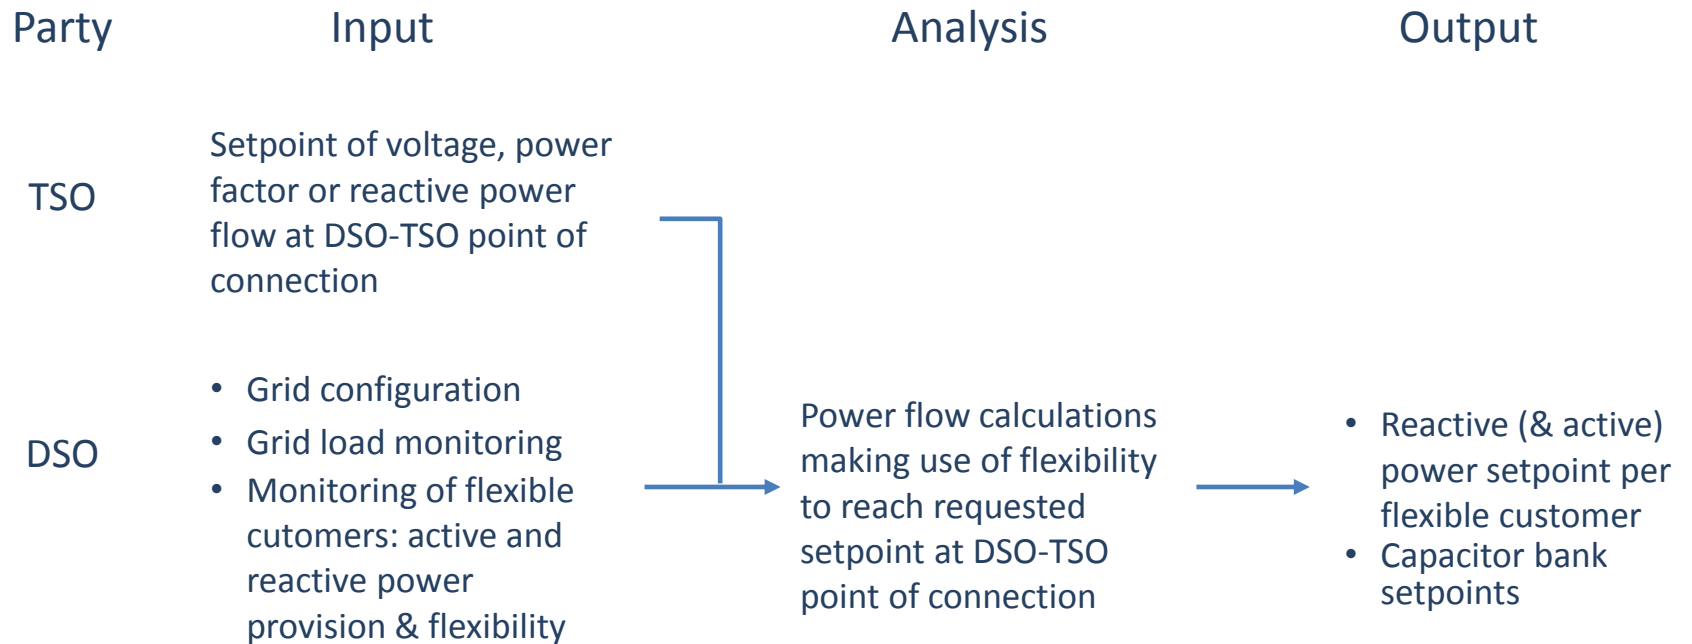 Party Input Analysis Output
TSO
Setpoint of voltage, power
factor or reactive power
flow at DSO-TSO point of
connection
DSO
• Grid configuration
• Grid load monitoring
• Monitoring of flexible
cutomers: active and
reactive power
provision & flexibility
Power flow calculations
making use of flexibility
to reach requested
setpoint at DSO-TSO
point of connection
• Reactive (& active)
power setpoint per
flexible customer
• Capacitor bank
setpoints